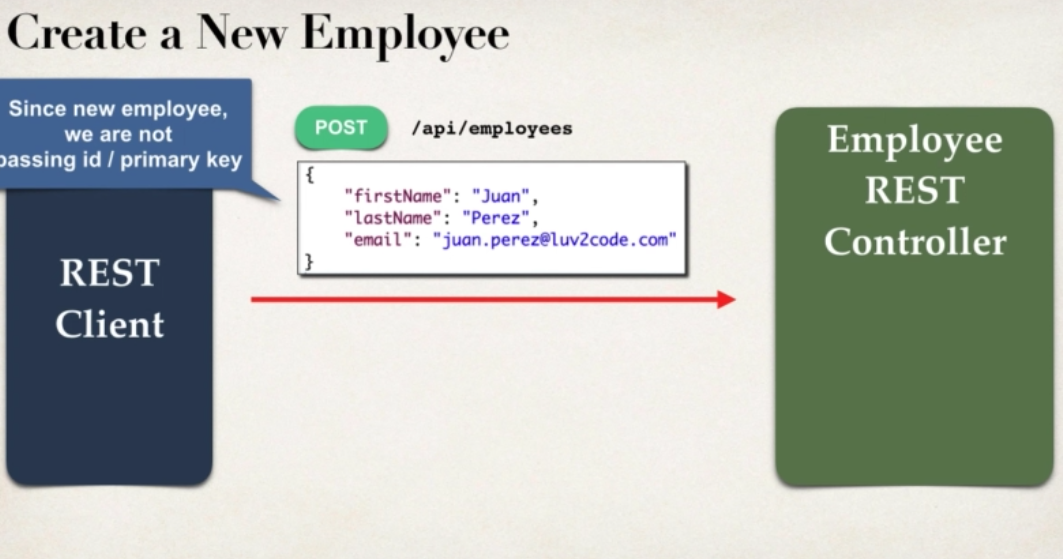 Create a New Employee
Since new employee,
we are not
passing id / primary key
POST /api/employees
{
"firstName": "Juan",
"lastName": "Perez",
"email": "juan.perez@luv2code.com"
}
REST
Client
Employee
REST
Controller